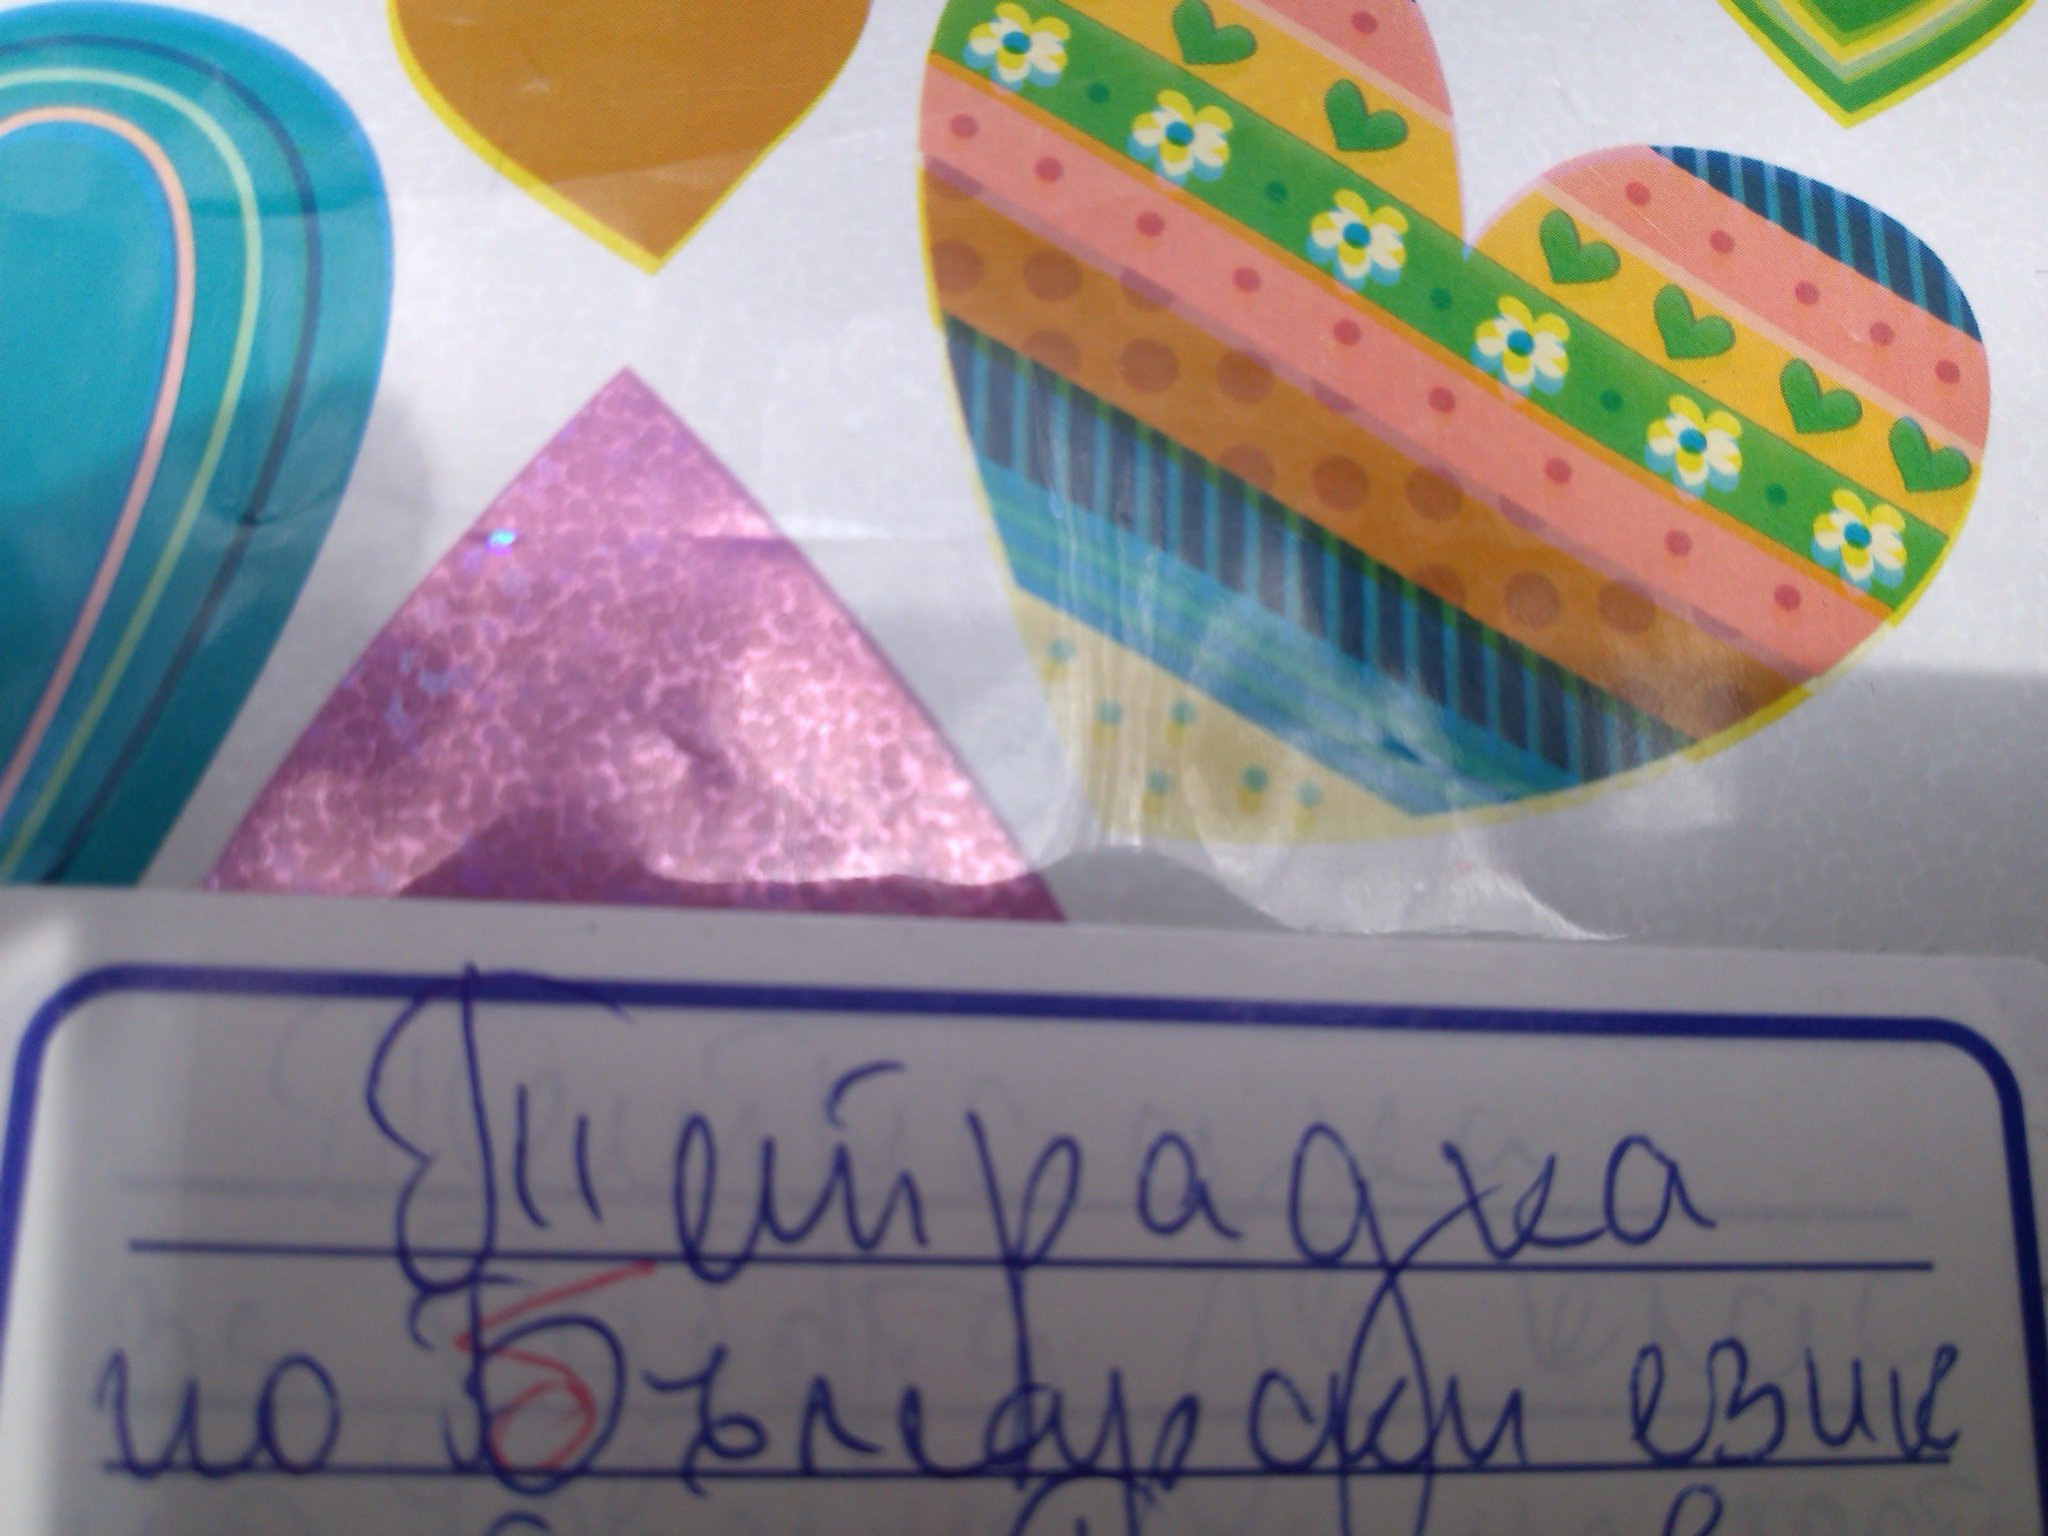 Тетрадка
по Български език